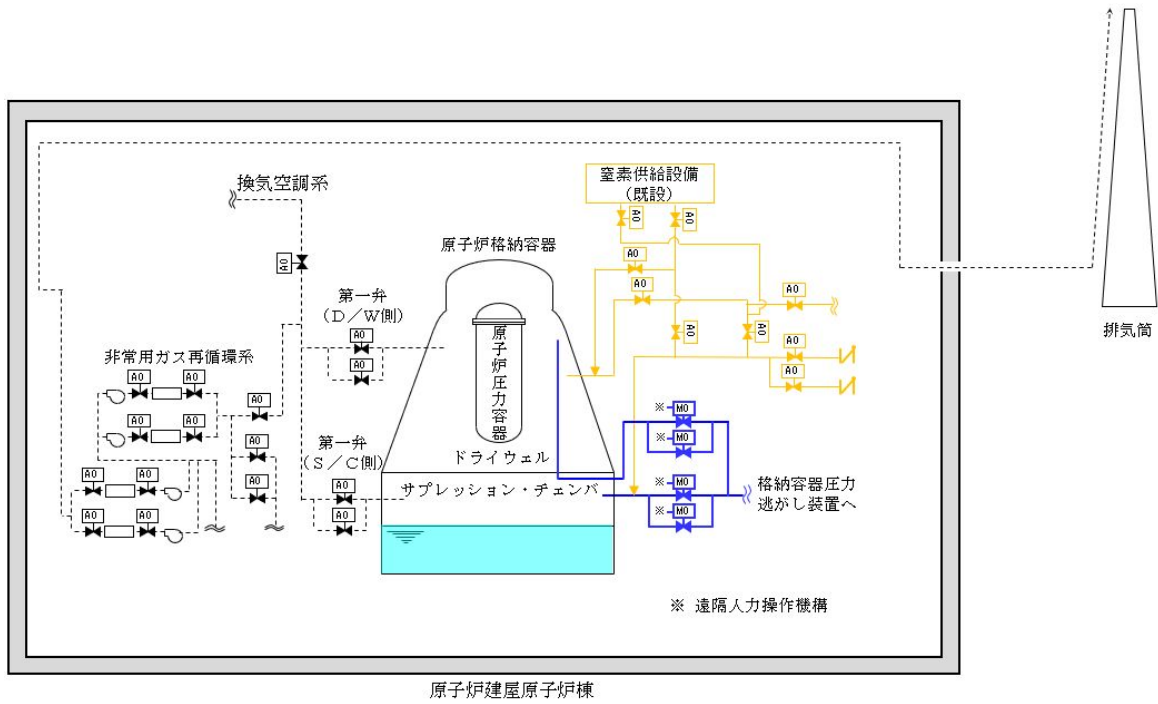 換気空調系
窒素供給設備
(既設)
AO
AO
原子炉格納容器
AO
AO
AO
AO
第一弁
(D/W側)
AO
AO
AO
AO
排気筒
原子炉圧力容器
非常用ガス再循環系
AO
AO
AO
AO
AO
AO
AO
※
MO
AO
※
MO
第一弁
(S/C側)
ドライウェル
AO
AO
AO
サプレッション・チェンバ
※
MO
格納容器圧力
逃がし装置へ
AO
AO
AO
AO
※
MO
※ 遠隔人力操作機構
原子炉建屋原子炉棟